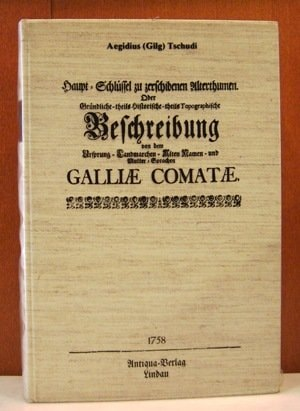 Aegidius (Gilg) Tschudi
Haupt-Schlüssel zu zerschidenen Alterthumen.
Oder
Gründliche-theils Historische-theils Topographische
Beschreibung
von dem
Ursprung-Landmarchen-Alten Namen-und
Mutter-Sprachen
GALLIÆ COMATÆ.
1758
Antiqua-Verlag
Lindau